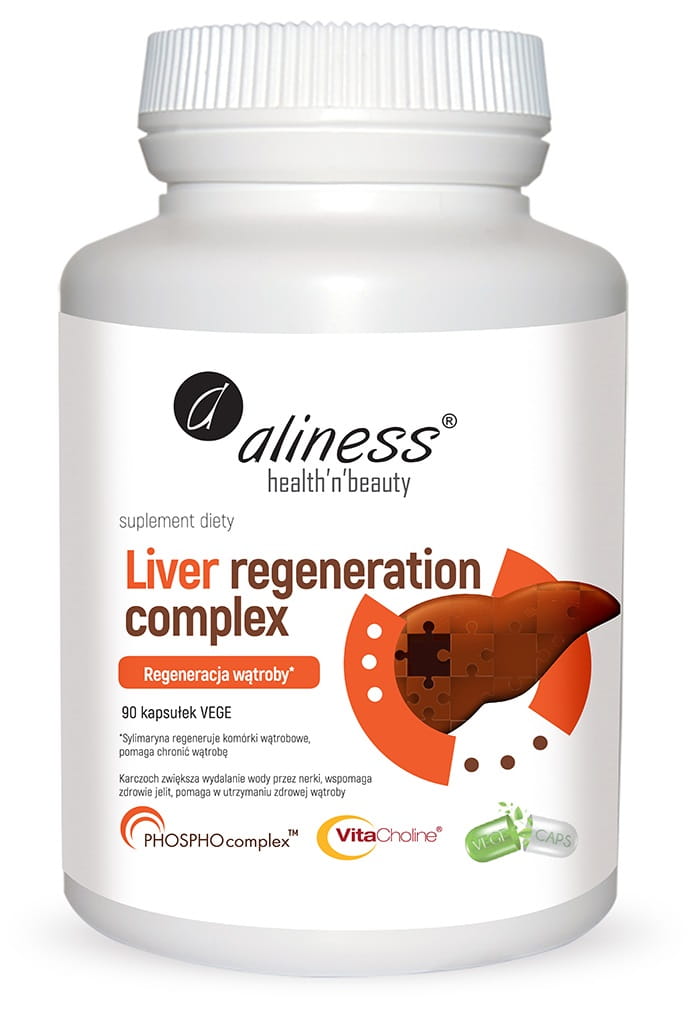 a
aliness®
health'n'beauty
suplement diety
Liver regeneration
complex
Regeneracja wątroby*
90 kapsułek VEGE
*Sylimaryna regeneruje komórki wątrobowe,
pomaga chronić wątrobę
Karczoch zwiększa wydalanie wody przez nerki, wspomaga
zdrowie jelit, pomaga w utrzymaniu zdrowej wątroby
PHOSPHOcomplex™
VitaCholine®
VEGE CAPS